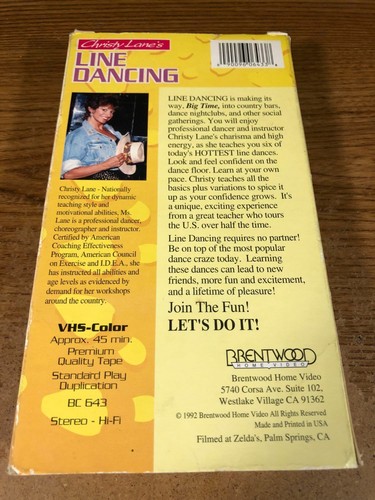 Christy Lane's
LINE
DANCING
LINE DANCING is making its
way, Big Time, into country bars,
dance nightclubs, and other social
gatherings. You will enjoy
professional dancer and instructor
Christy Lane's charisma and high
energy, as she teaches you six of
today's HOTTEST line dances.
Look and feel confident on the
dance floor. Learn at your own
pace. Christy teaches all the
basics plus variations to spice it
up as your confidence grows. It's
a unique, exciting experience
from a great teacher who tours
the U.S. over half the time.
Line Dancing requires no partner!
Be on top of the most popular
dance craze today. Learning
these dances can lead to new
friends, more fun and excitement,
and a lifetime of pleasure!
Join The Fun!
LET'S DO IT!
Christy Lane - Nationally
recognized for her dynamic
teaching style and
motivational abilities, Ms.
Lane is a professional dancer,
choreographer and instructor.
Certified by American
Coaching Effectiveness
Program, American Council
on Exercise and I.D.E.A., she
has instructed all abilities and
age levels as evidenced by
demand for her workshops
around the country.
VHS-Color
Approx. 45 min.
Premium
Quality Tape
Standard Play
Duplication
BC 643
Stereo - Hi-Fi
BRENTWOOD
HOME VIDEO
Brentwood Home Video
5740 Corsa Ave. Suite 102,
Westlake Village CA 91362
© 1992 Brentwood Home Video All Rights Reserved
Made and Printed in USA
Filmed at Zelda's, Palm Springs, CA